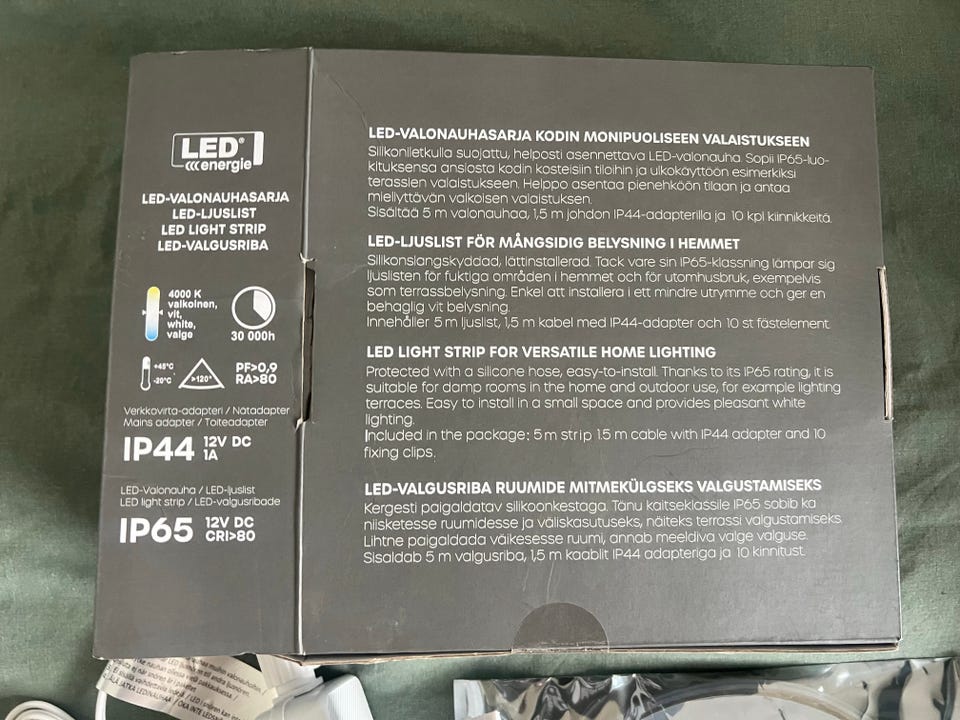 LED®
energie
LED-VALONAUHASARJA
LED-LJUSLIST
LED LIGHT STRIP
LED-VALGUSRIBA
4000 K
valkoinen,
vit,
white,
valge
30 000h
+45°C
-20°C
>120°
PF>0,9
RA>80
Verkkovirta-adapteri / Nätadapter
Mains adapter / Toiteadapter
IP44 12V DC
1A
LED-Valonauha / LED-ljuslist
LED light strip / LED-valgusribade
IP65 12V DC
CRI>80
LED-VALONAUHASARJA KODIN MONIPUOLISEEN VALAISTUKSEEN
Silikoniletkulla suojattu, helposti asennettava LED-valonauha. Sopii IP65-luo-
kituksensa ansiosta kodin kosteisiin tiloihin ja ulkokäyttöön esimerkiksi
terassien valaistukseen. Helppo asentaa pienehköön tilaan ja antaa
miellyttävän valkoisen valaistuksen.
Sisältää 5 m valonauhaa, 1,5 m johdon IP44-adapterilla ja 10 kpl kiinnikkeitä.
LED-LJUSLIST FÖR MÅNGSIDIG BELYSNING I HEMMET
Silikonslangskyddad, lättinstallerad. Tack vare sin IP65-klassning lämpar sig
ljuslisten för fuktiga områden i hemmet och för utomhusbruk, exempelvis
som terrassbelysning. Enkel att installera i ett mindre utrymme och ger en
behaglig vit belysning.
Innehåller 5 m ljuslist, 1,5 m kabel med IP44-adapter och 10 st fästelement.
LED LIGHT STRIP FOR VERSATILE HOME LIGHTING
Protected with a silicone hose, easy-to-install. Thanks to its IP65 rating, it is
suitable for damp rooms in the home and outdoor use, for example lighting
terraces. Easy to install in a small space and provides pleasant white
lighting.
Included in the package: 5 m strip 1.5 m cable with IP44 adapter and 10
fixing clips.
LED-VALGUSRIBA RUUMIDE MITMEKÜLGSEKS VALGUSTAMISEKS
Kergesti paigaldatav silikoonkestaga. Tänu kaitseklassile IP65 sobib ka
niisketesse ruumidesse ja väliskasutuseks, näiteks terrassi valgustamiseks.
Lihtne paigaldada väikesesse ruumi, annab meeldiva valge valguse.
Sisaldab 5 m valgusriba, 1,5 m kaablit IP44 adapteriga ja 10 kinnitust.